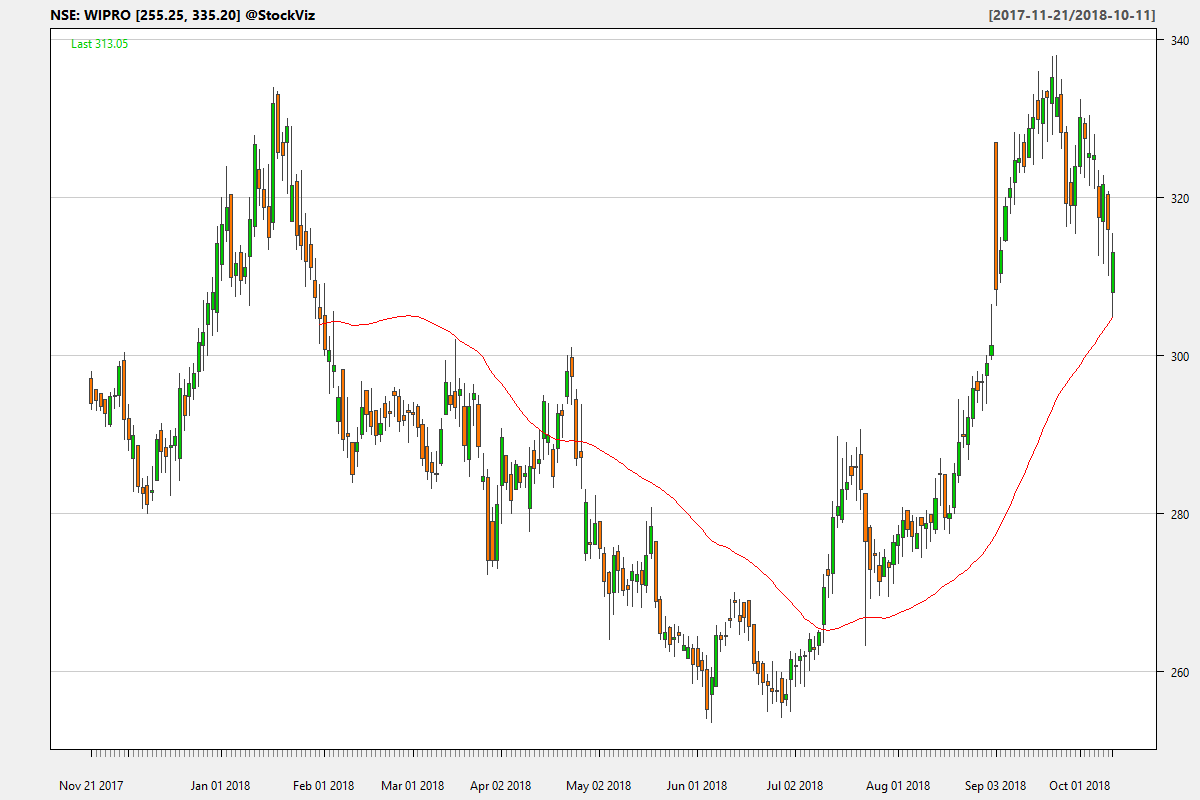 NSE: WIPRO [255.25, 335.20] @StockViz
[2017-11-21/2018-10-11]
Last 313.05
340
320
300
280
260
Nov 21 2017 Jan 01 2018 Feb 01 2018 Mar 01 2018 Apr 02 2018 May 02 2018 Jun 01 2018 Jul 02 2018 Aug 01 2018 Sep 03 2018 Oct 01 2018